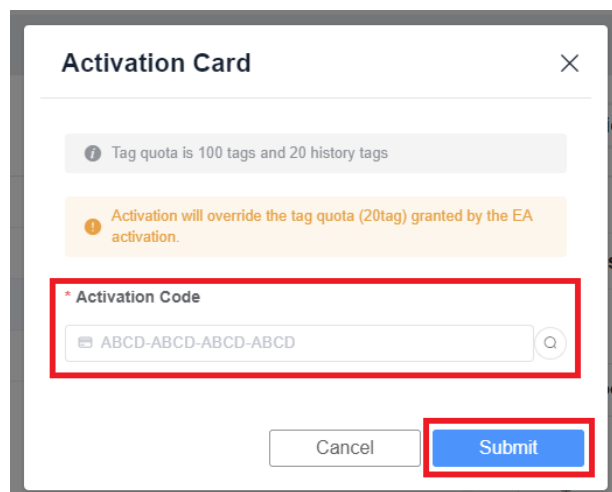 Activation Card
Tag quota is 100 tags and 20 history tags
Activation will override the tag quota (20tag) granted by the EA
activation.
* Activation Code
ABCD-ABCD-ABCD-ABCD
Cancel
Submit